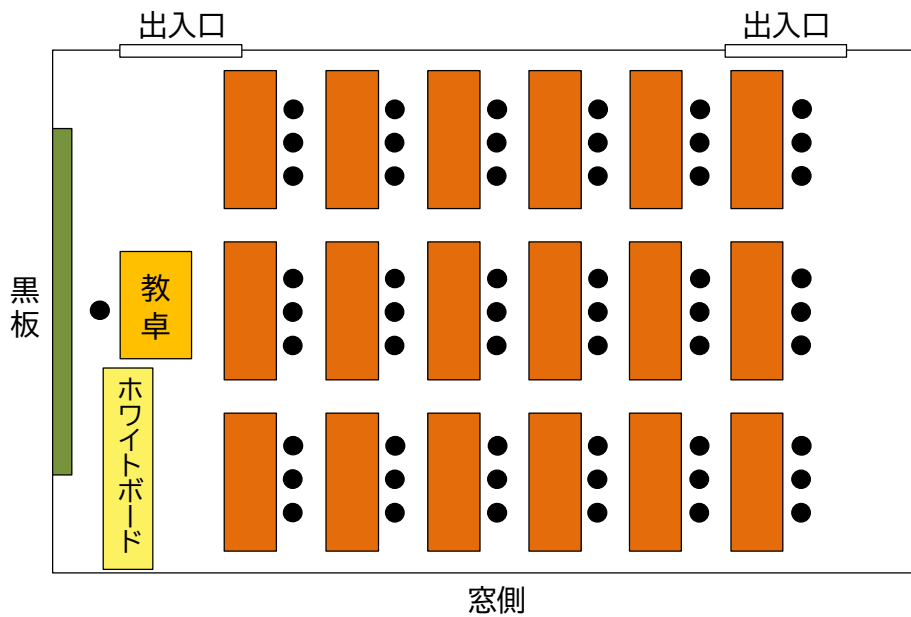 出入口
出入口
黒板
教卓
ホワイトボード
窓側